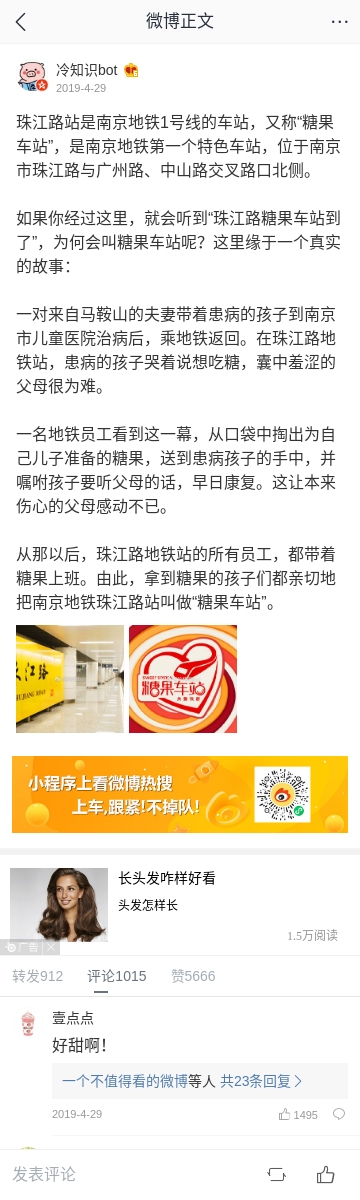 微博正文
冷知识bot
2019-4-29
珠江路站是南京地铁1号线的车站，又称“糖果
车站”，是南京地铁第一个特色车站，位于南京
市珠江路与广州路、中山路交叉路口北侧。
如果你经过这里，就会听到“珠江路糖果车站到
了”，为何会叫糖果车站呢？这里缘于一个真实
的故事：
一对来自马鞍山的夫妻带着患病的孩子到南京
市儿童医院治病后，乘地铁返回。在珠江路地
铁站，患病的孩子哭着说想吃糖，囊中羞涩的
父母很为难。
一名地铁员工看到这一幕，从口袋中掏出为自
己儿子准备的糖果，送到患病孩子的手中，并
嘱咐孩子要听父母的话，早日康复。这让本来
伤心的父母感动不已。
从那以后，珠江路地铁站的所有员工，都带着
糖果上班。由此，拿到糖果的孩子们都亲切地
把南京地铁珠江路站叫做“糖果车站”。
江路
糖果车站
小程序上看微博热搜
上车,跟紧!不掉队!
长头发咋样好看
头发怎样长
1.5万阅读
广告
转发912 评论1015 赞5666
壹点点
好甜啊！
一个不值得看的微博等人 共23条回复
2019-4-29 1495
发表评论